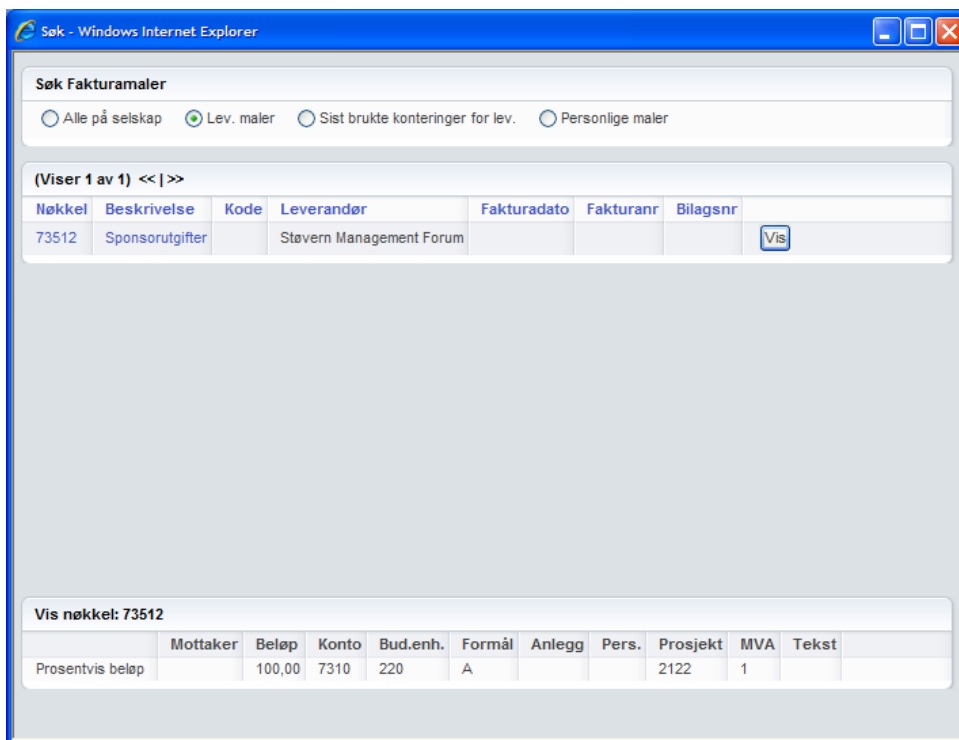 Søk - Windows Internet Explorer
Søk Fakturamaler
Alle på selskap Lev. maler Sist brukte konteringer for lev. Personlige maler
(Viser 1 av 1) << | >>
Nøkkel Beskrivelse Kode Leverandør Fakturadato Fakturanr Bilagsnr
73512 Sponsorutgifter Støvern Management Forum Vis
Vis nøkkel: 73512
Mottaker Beløp Konto Bud.enh. Formål Anlegg Pers. Prosjekt MVA Tekst
Prosentvis beløp 100,00 7310 220 A 2122 1